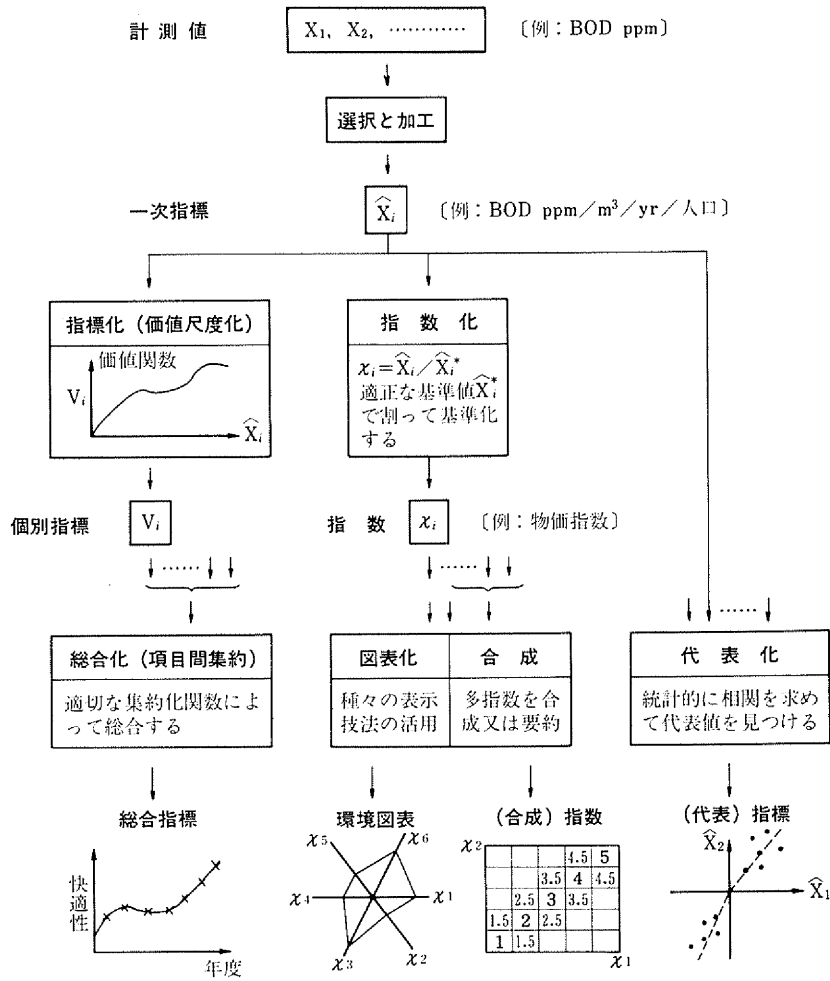 計測値
X₁, X₂, …………
〔例：BOD ppm〕
選択と加工
一次指標
X̂ᵢ
〔例：BOD ppm／m³／yr／人口〕
指標化（価値尺度化）
価値関数
Vᵢ
X̂ᵢ
指数化
χᵢ＝X̂ᵢ／X̂ᵢ*
適正な基準値X̂ᵢ*
で割って基準化
する
個別指標
Vᵢ
指数
χᵢ
〔例：物価指数〕
……
……
……
総合化（項目間集約）
適切な集約化関数によ
って総合する
図表化
種々の表示
技法の活用
合成
多指数を合
成又は要約
代表化
統計的に相関を求め
て代表値を見つける
総合指標
快適性
年度
環境図表
χ₅
χ₆
χ₄
χ₁
χ₃
χ₂
（合成）指数
χ₂
4.5 5
3.5 4 4.5
2.5 3 3.5
1.5 2 2.5
1 1.5
χ₁
（代表）指標
X̂₂
X̂₁